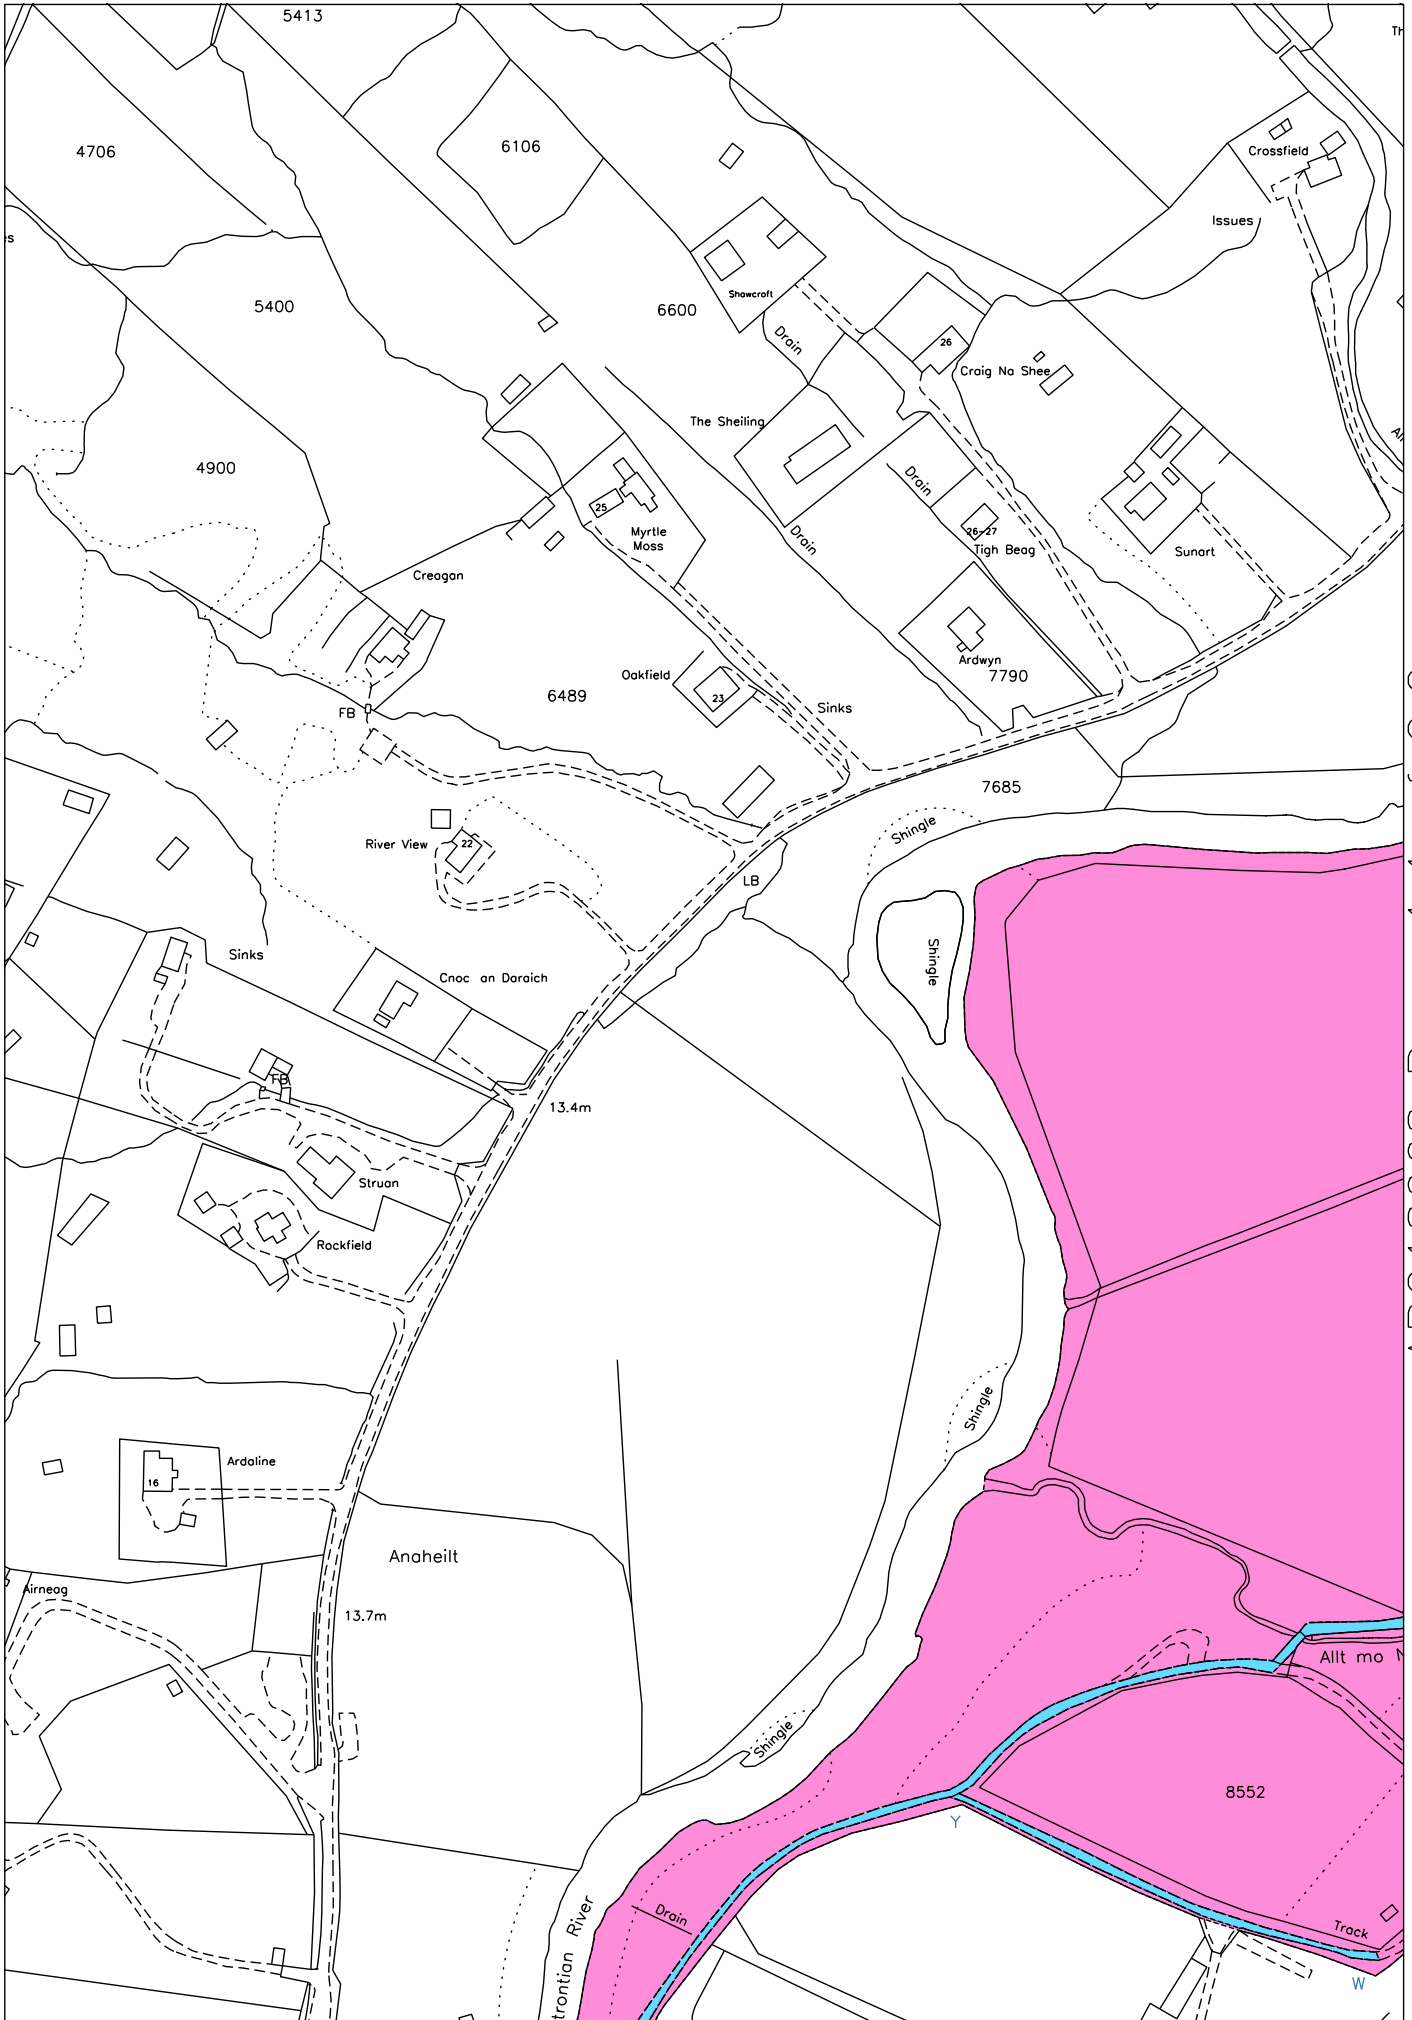 5413
4706
6106
Crossfield
Issues
5400
6600
Shawcroft
Drain
26
Craig Na Shee
The Sheiling
4900
Drain
25
Myrtle
Moss
Drain
26-27
Tigh Beag
Sunart
Creagan
Ardwyn
7790
Oakfield
23
6489
Sinks
FB
7685
Shingle
River View
22
LB
Shingle
Sinks
Cnoc an Daraich
FB
13.4m
Struan
Rockfield
Shingle
Ardaline
16
Anaheilt
Airneag
13.7m
Allt mo
Shingle
8552
Y
Drain
Track
River
W